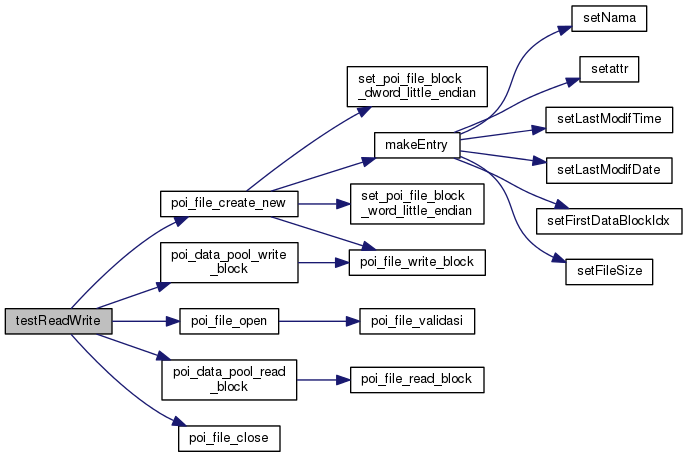 testReadWrite
poi_file_create_new
poi_data_pool_write
_block
poi_file_open
poi_data_pool_read
_block
poi_file_close
set_poi_file_block
_dword_little_endian
makeEntry
set_poi_file_block
_word_little_endian
poi_file_write_block
poi_file_validasi
poi_file_read_block
setNama
setattr
setLastModifTime
setLastModifDate
setFirstDataBlockIdx
setFileSize